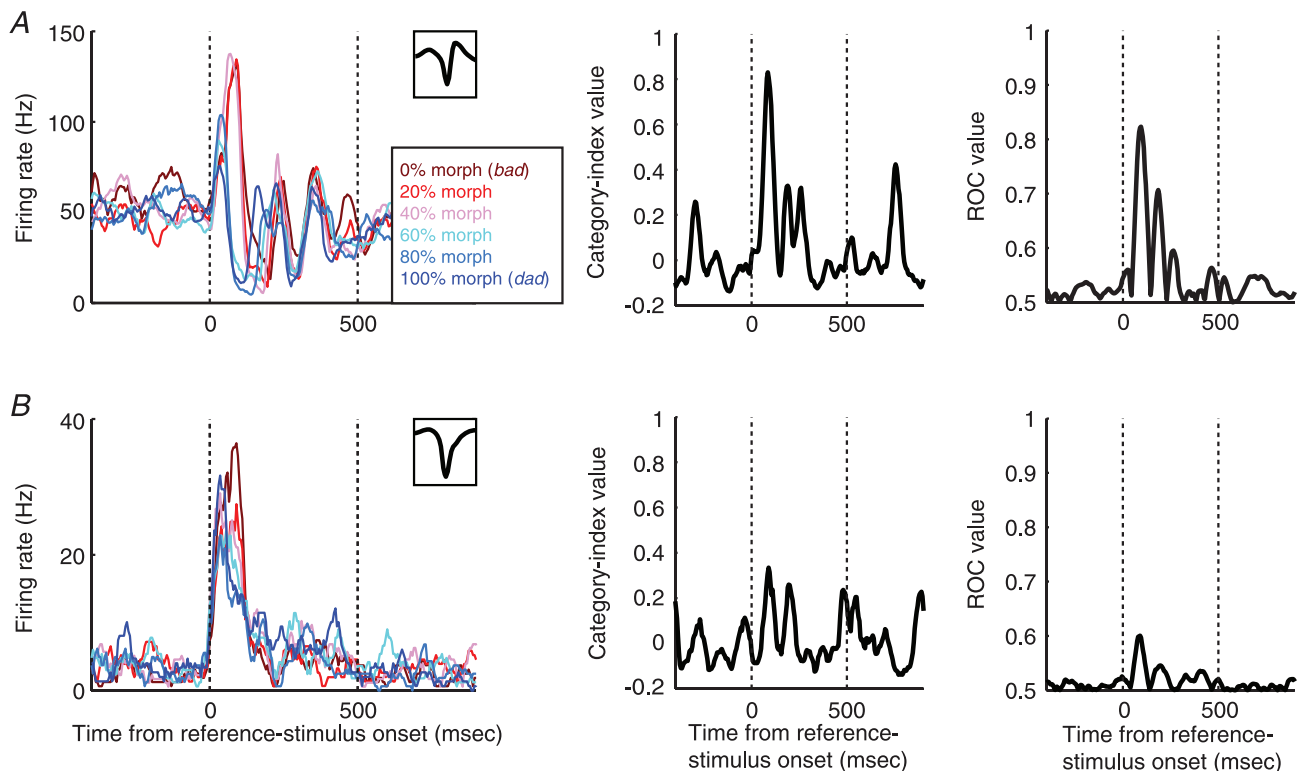 A
Firing rate (Hz)
150
100
50
0
0
500
0% morph (bad)
20% morph
40% morph
60% morph
80% morph
100% morph (dad)
Category-index value
1
0.8
0.6
0.4
0.2
0
-0.2
0
500
ROC value
1
0.9
0.8
0.7
0.6
0.5
0
500
B
Firing rate (Hz)
40
20
0
0
500
Time from reference-stimulus onset (msec)
Category-index value
1
0.8
0.6
0.4
0.2
0
-0.2
0
500
Time from reference-
stimulus onset (msec)
ROC value
1
0.9
0.8
0.7
0.6
0.5
0
500
Time from reference-
stimulus onset (msec)